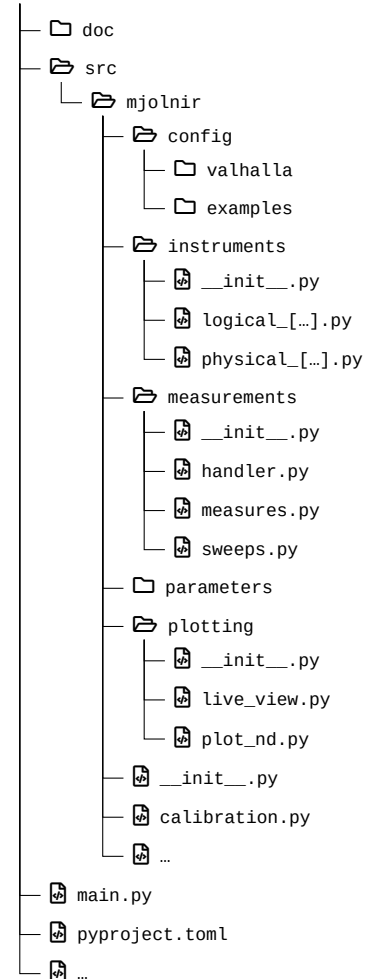 doc
src
mjolnir
config
valhalla
examples
instruments
__init__.py
logical_[…].py
physical_[…].py
measurements
__init__.py
handler.py
measures.py
sweeps.py
parameters
plotting
__init__.py
live_view.py
plot_nd.py
__init__.py
calibration.py
…
main.py
pyproject.toml
…